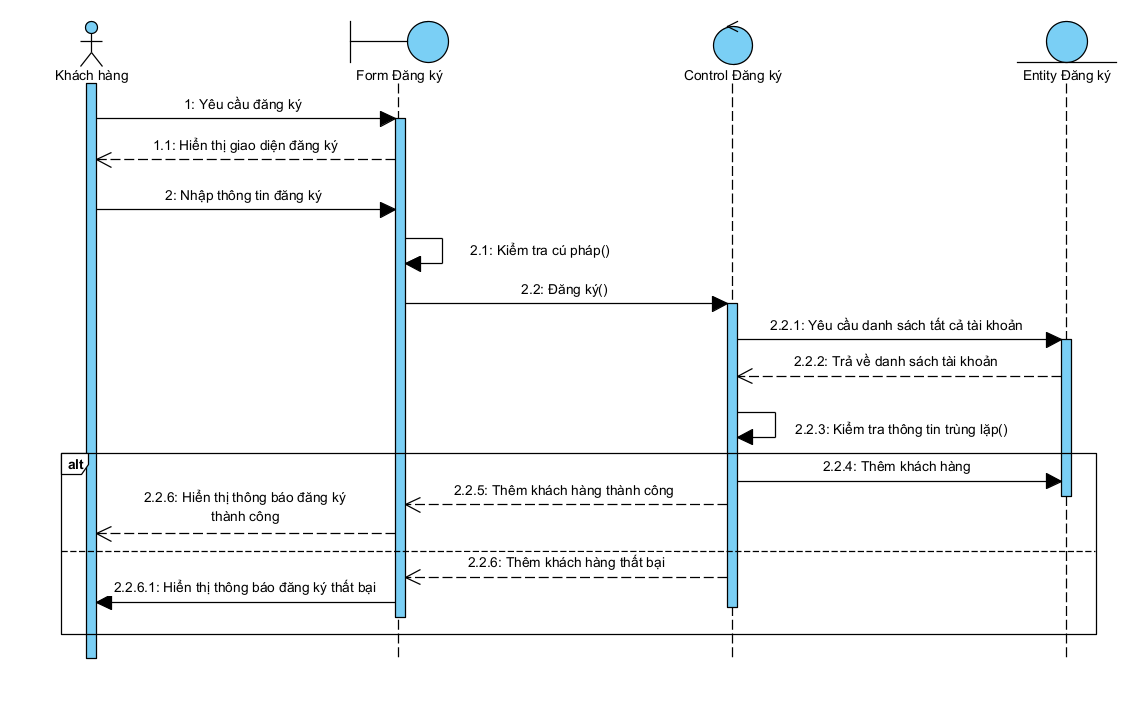 Khách hàng
Form Đăng ký
Control Đăng ký
Entity Đăng ký
1: Yêu cầu đăng ký
1.1: Hiển thị giao diện đăng ký
2: Nhập thông tin đăng ký
2.1: Kiểm tra cú pháp()
2.2: Đăng ký()
2.2.1: Yêu cầu danh sách tất cả tài khoản
2.2.2: Trả về danh sách tài khoản
2.2.3: Kiểm tra thông tin trùng lặp()
alt
2.2.4: Thêm khách hàng
2.2.5: Thêm khách hàng thành công
2.2.6: Hiển thị thông báo đăng ký
thành công
2.2.6: Thêm khách hàng thất bại
2.2.6.1: Hiển thị thông báo đăng ký thất bại